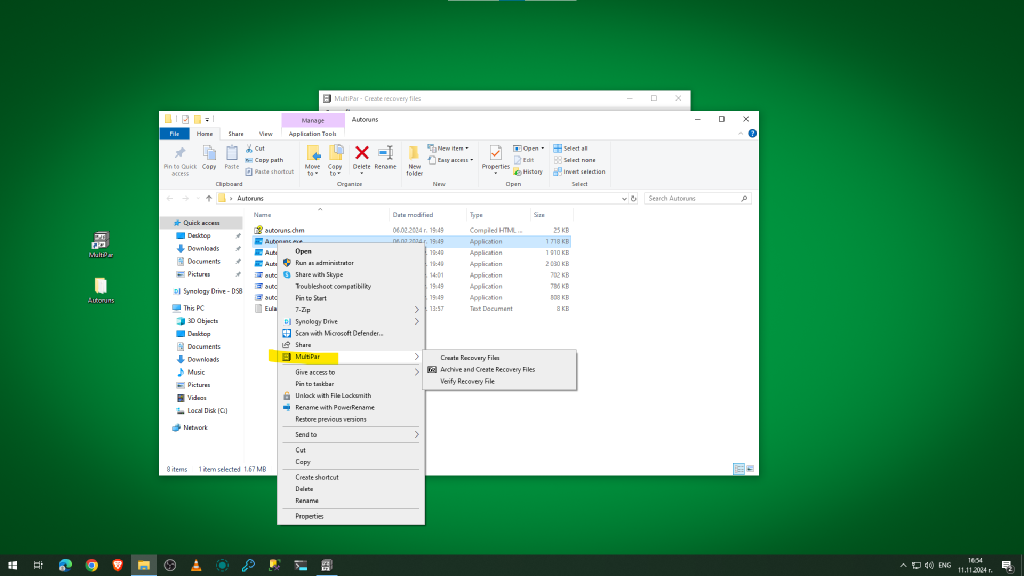 MultiPar - Create recovery files
Manage
Autoruns
File
Home
Share
View
Application Tools
Pin to Quick access
Copy
Paste
Cut
Copy path
Paste shortcut
Clipboard
Move to
Copy to
Delete
Rename
Organize
New folder
New item
Easy access
New
Properties
Open
Edit
History
Open
Select all
Select none
Invert selection
Select
Autoruns
Search Autoruns
Name
Date modified
Type
Size
Quick access
Desktop
Downloads
Documents
Pictures
Synology Drive - DSB
This PC
3D Objects
Desktop
Documents
Downloads
Music
Pictures
Videos
Local Disk (C:)
Network
autoruns.chm 06.02.2024 г. 19:49 Compiled HTML ... 25 KB
Autoruns.exe 06.02.2024 г. 19:49 Application 1 718 KB
Auto г. 19:49 Application 1 910 KB
Auto г. 19:49 Application 2 030 KB
auto г. 14:01 Application 702 KB
auto г. 19:49 Application 786 KB
auto г. 19:49 Application 808 KB
Eula г. 13:57 Text Document 8 KB
Open
Run as administrator
Share with Skype
Troubleshoot compatibility
Pin to Start
7-Zip
Synology Drive
Scan with Microsoft Defender...
Share
MultiPar
Give access to
Pin to taskbar
Unlock with File Locksmith
Rename with PowerRename
Restore previous versions
Send to
Cut
Copy
Create shortcut
Delete
Rename
Properties
Create Recovery Files
Archive and Create Recovery Files
Verify Recovery File
8 items
1 item selected 1.67 MB
MultiPar
Autoruns
ENG
16:54
11.11.2024 г.
2